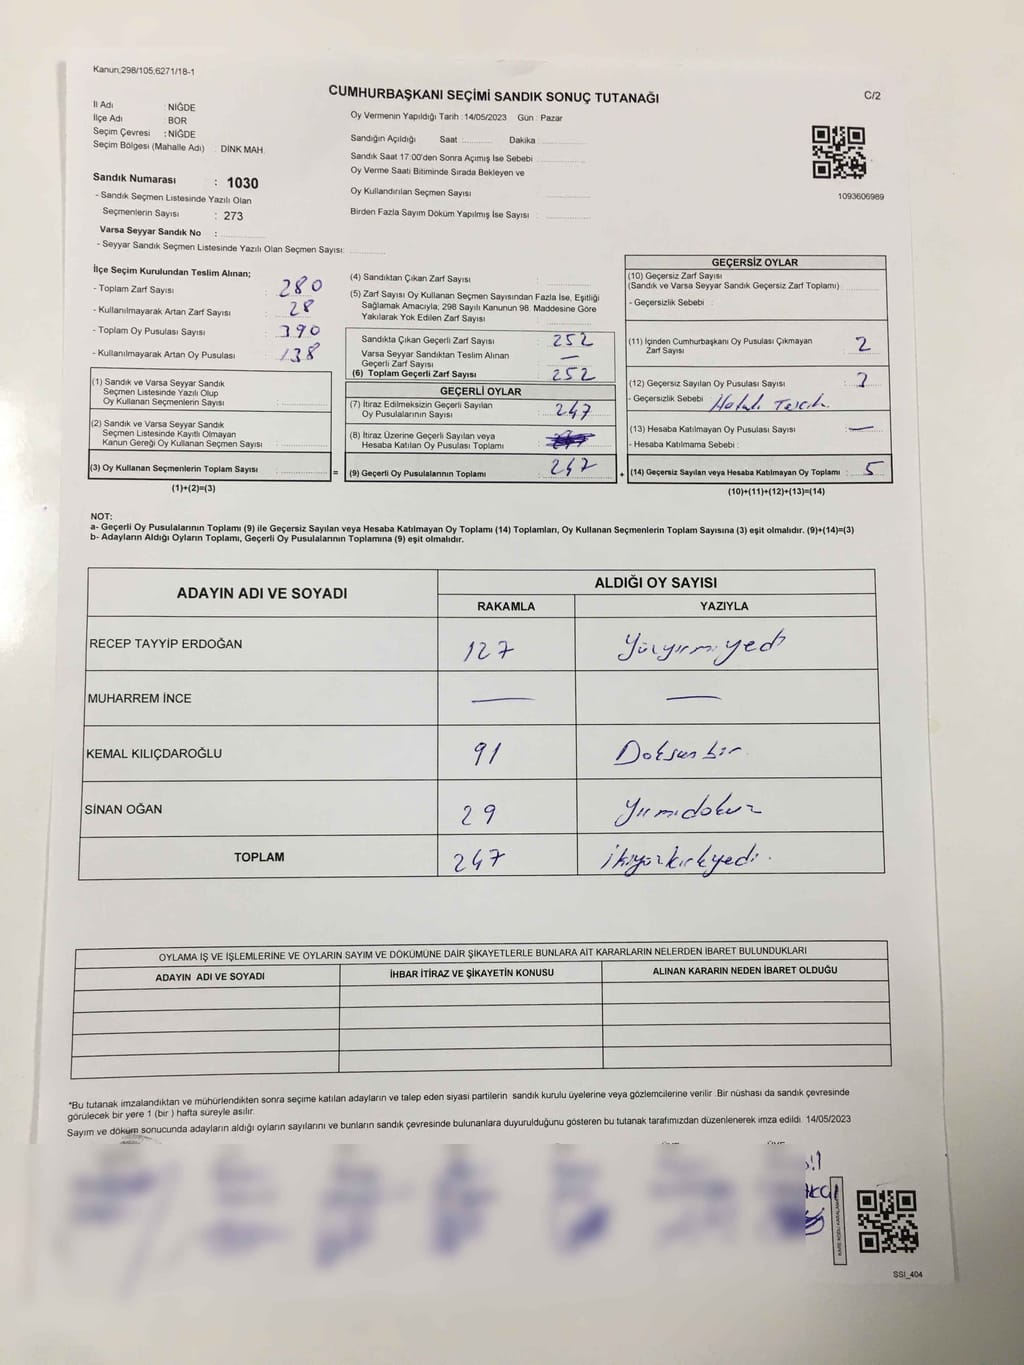 Kanun;298/105;6271/18-1
CUMHURBAŞKANI SEÇİMİ SANDIK SONUÇ TUTANAĞI
C/2
İl Adı : NİĞDE
İlçe Adı : BOR
Seçim Çevresi : NİĞDE
Seçim Bölgesi (Mahalle Adı) : DİNK MAH.
Oy Vermenin Yapıldığı Tarih : 14/05/2023 Gün : Pazar
Sandığın Açıldığı Saat : Dakika :
Sandık Saat 17:00'den Sonra Açımış İse Sebebi :
Oy Verme Saati Bitiminde Sırada Bekleyen ve
Oy Kullandırılan Seçmen Sayısı :
Birden Fazla Sayım Döküm Yapılmış İse Sayısı :
1093606989
Sandık Numarası : 1030
- Sandık Seçmen Listesinde Yazılı Olan
Seçmenlerin Sayısı : 273
Varsa Seyyar Sandık No :
- Seyyar Sandık Seçmen Listesinde Yazılı Olan Seçmen Sayısı:
İlçe Seçim Kurulundan Teslim Alınan;
- Toplam Zarf Sayısı : 280
- Kullanılmayarak Artan Zarf Sayısı : 28
- Toplam Oy Pusulası Sayısı : 390
- Kullanılmayarak Artan Oy Pusulası : 138
(1) Sandık ve Varsa Seyyar Sandık
Seçmen Listesinde Yazılı Olup
Oy Kullanan Seçmenlerin Sayısı :
(2) Sandık ve Varsa Seyyar Sandık
Seçmen Listesinde Kayıtlı Olmayan
Kanun Gereği Oy Kullanan Seçmen Sayısı :
(3) Oy Kullanan Seçmenlerin Toplam Sayısı :
(1)+(2)=(3)
(4) Sandıktan Çıkan Zarf Sayısı :
(5) Zarf Sayısı Oy Kullanan Seçmen Sayısından Fazla İse, Eşitliği
Sağlamak Amacıyla; 298 Sayılı Kanunun 98. Maddesine Göre
Yakılarak Yok Edilen Zarf Sayısı :
Sandıkta Çıkan Geçerli Zarf Sayısı : 252
Varsa Seyyar Sandıktan Teslim Alınan
Geçerli Zarf Sayısı : —
(6) Toplam Geçerli Zarf Sayısı : 252
GEÇERLİ OYLAR
(7) İtiraz Edilmeksizin Geçerli Sayılan
Oy Pusulalarının Sayısı : 247
(8) İtiraz Üzerine Geçerli Sayılan veya
Hesaba Katılan Oy Pusulası Toplamı :
= (9) Geçerli Oy Pusulalarının Toplamı : 247
GEÇERSİZ OYLAR
(10) Geçersiz Zarf Sayısı
(Sandık ve Varsa Seyyar Sandık Geçersiz Zarf Toplamı) :
- Geçersizlik Sebebi :
(11) İçinden Cumhurbaşkanı Oy Pusulası Çıkmayan
Zarf Sayısı : 2
(12) Geçersiz Sayılan Oy Pusulası Sayısı :
- Geçersizlik Sebebi : Hatalı Tercih
(13) Hesaba Katılmayan Oy Pusulası Sayısı : —
- Hesaba Katılmama Sebebi :
+ (14) Geçersiz Sayılan veya Hesaba Katılmayan Oy Toplamı : 5
(10)+(11)+(12)+(13)=(14)
NOT:
a- Geçerli Oy Pusulalarının Toplamı (9) ile Geçersiz Sayılan veya Hesaba Katılmayan Oy Toplamı (14) Toplamları, Oy Kullanan Seçmenlerin Toplam Sayısına (3) eşit olmalıdır. (9)+(14)=(3)
b- Adayların Aldığı Oyların Toplamı, Geçerli Oy Pusulalarının Toplamına (9) eşit olmalıdır.
ADAYIN ADI VE SOYADI
ALDIĞI OY SAYISI
RAKAMLA YAZIYLA
RECEP TAYYİP ERDOĞAN 127 Yüzyirmiyedi
MUHARREM İNCE — —
KEMAL KILIÇDAROĞLU 91 Doksanbir
SİNAN OĞAN 29 Yirmidokuz
TOPLAM 247 ikiyüzkırkyedi.
OYLAMA İŞ VE İŞLEMLERİNE VE OYLARIN SAYIM VE DÖKÜMÜNE DAİR ŞİKAYETLERLE BUNLARA AİT KARARLARIN NELERDEN İBARET BULUNDUKLARI
ADAYIN ADI VE SOYADI İHBAR İTİRAZ VE ŞİKAYETİN KONUSU ALINAN KARARIN NEDEN İBARET OLDUĞU
*Bu tutanak imzalandıktan ve mühürlendikten sonra seçime katılan adayların ve talep eden siyasi partilerin sandık kurulu üyelerine veya gözlemcilerine verilir. Bir nüshası da sandık çevresinde
görülecek bir yere 1 (bir ) hafta süreyle asılır.
Sayım ve döküm sonucunda adayların aldığı oyların sayılarını ve bunların sandık çevresinde bulunanlara duyurulduğunu gösteren bu tutanak tarafımızdan düzenlenerek imza edildi. 14/05/2023
SSI_404